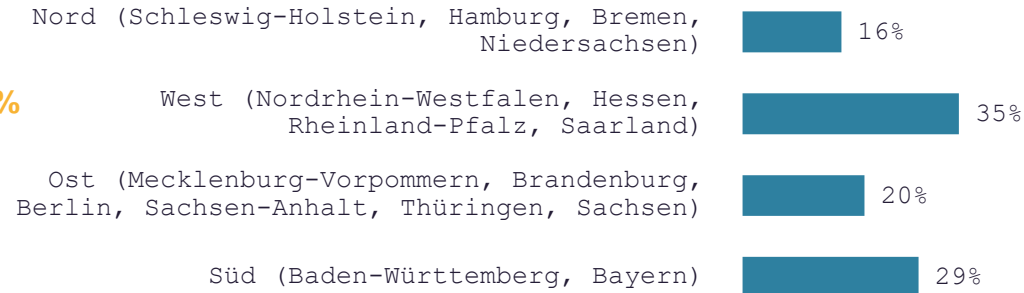 Nord (Schleswig-Holstein, Hamburg, Bremen,
Niedersachsen)
16%
%
West (Nordrhein-Westfalen, Hessen,
Rheinland-Pfalz, Saarland)
35%
Ost (Mecklenburg-Vorpommern, Brandenburg,
Berlin, Sachsen-Anhalt, Thüringen, Sachsen)
20%
Süd (Baden-Württemberg, Bayern)
29%